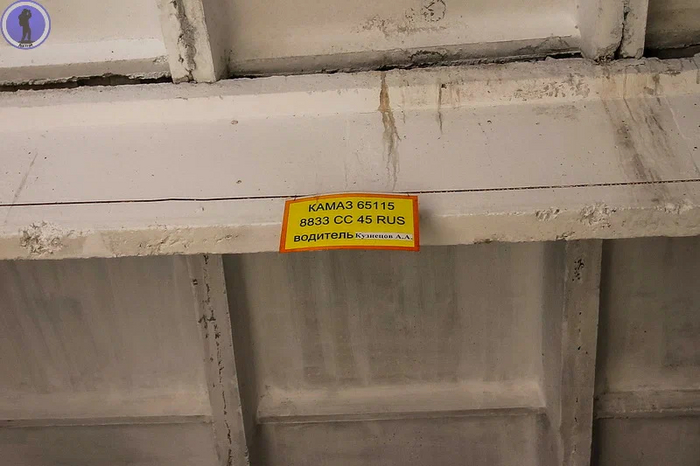 КАМАЗ 65115
8833 СС 45 RUS
водитель Кузнецов А.А.